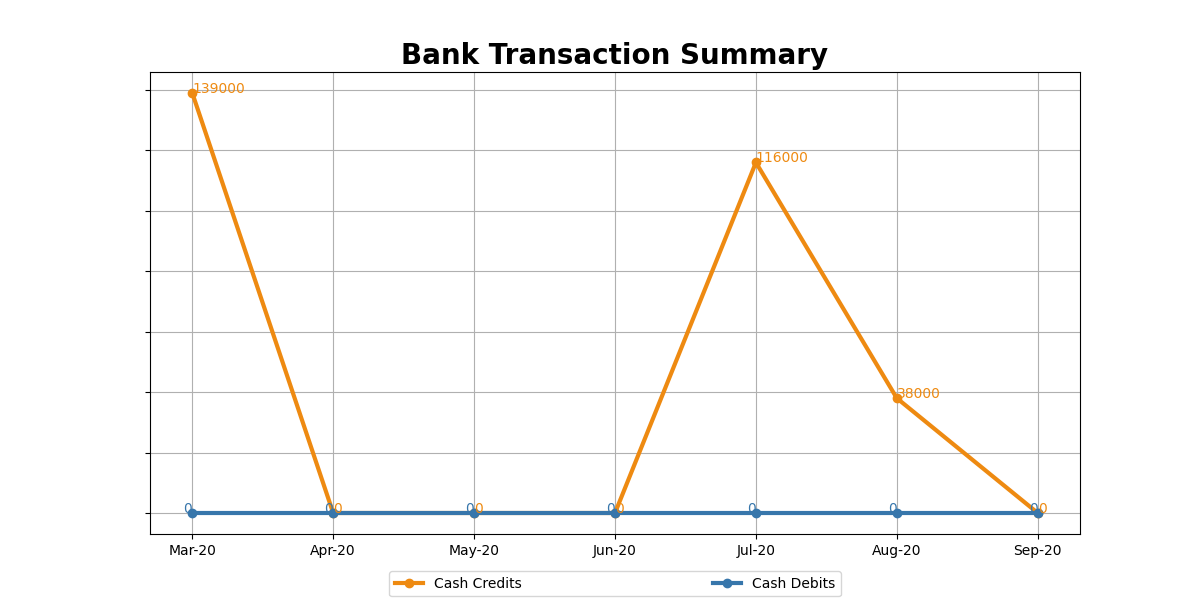 Bank Transaction Summary
139000
116000
38000
0 0 0 0 0 0 0 0 0 0 0
Mar-20 Apr-20 May-20 Jun-20 Jul-20 Aug-20 Sep-20
Cash Credits Cash Debits